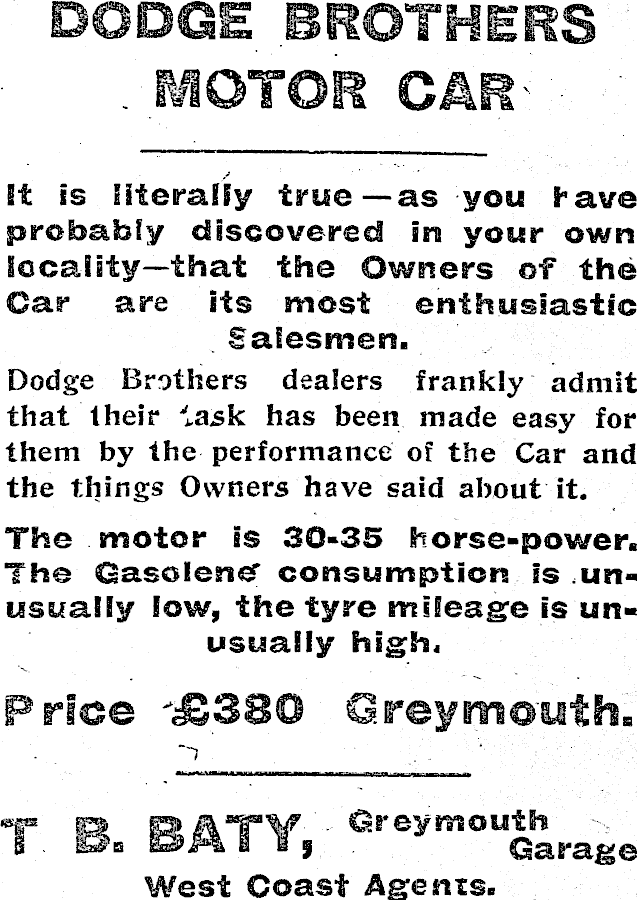 DODGE BROTHERS
MOTOR CAR
It is literally true—as you have
probably discovered in your own
locality—that the Owners of the
Car are its most enthusiastic
Salesmen.
Dodge Brothers dealers frankly admit
that their task has been made easy for
them by the performance of the Car and
the things Owners have said about it.
The motor is 30-35 horse-power.
The Gasolene consumption is un-
usually low, the tyre mileage is un-
usually high.
Price £380 Greymouth.
T B. BATY, Greymouth
Garage
West Coast Agents.